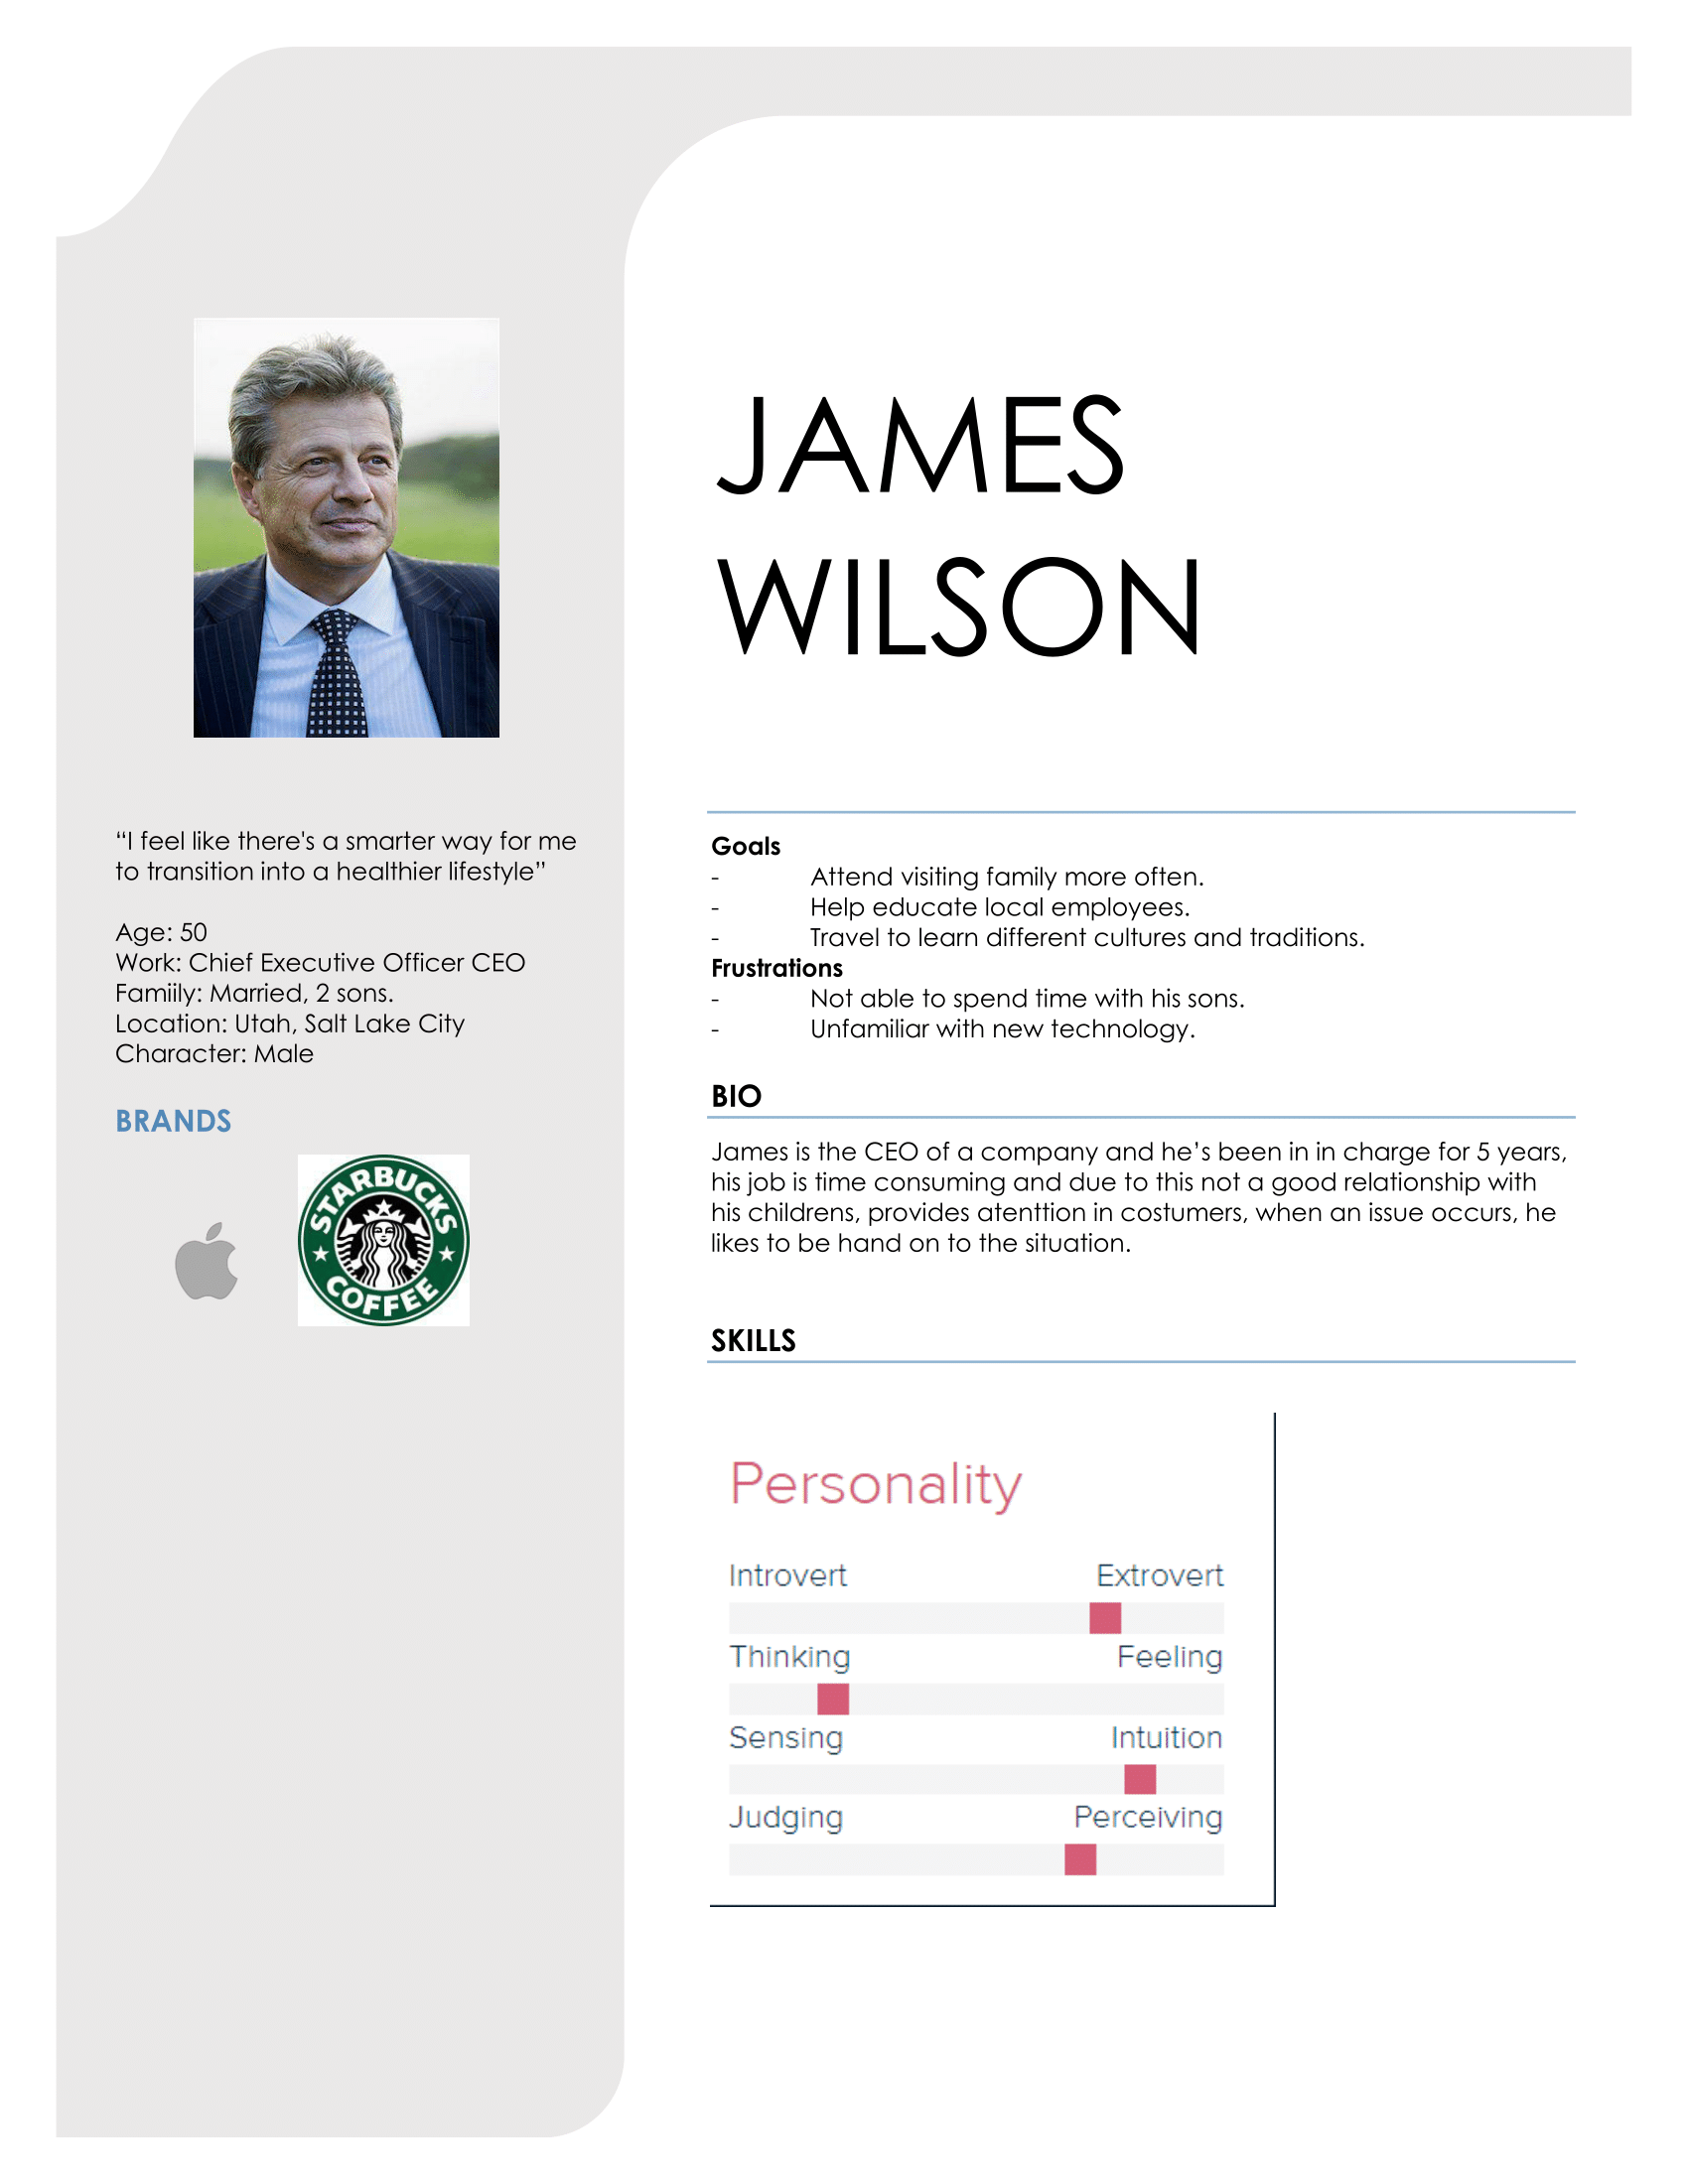 JAMES
WILSON
“I feel like there's a smarter way for me
to transition into a healthier lifestyle”
Age: 50
Work: Chief Executive Officer CEO
Famiily: Married, 2 sons.
Location: Utah, Salt Lake City
Character: Male
BRANDS
STARBUCKS
COFFEE
Goals
- Attend visiting family more often.
- Help educate local employees.
- Travel to learn different cultures and traditions.
Frustrations
- Not able to spend time with his sons.
- Unfamiliar with new technology.
BIO
James is the CEO of a company and he’s been in in charge for 5 years,
his job is time consuming and due to this not a good relationship with
his childrens, provides atenttion in costumers, when an issue occurs, he
likes to be hand on to the situation.
SKILLS
Personality
Introvert Extrovert
Thinking Feeling
Sensing Intuition
Judging Perceiving